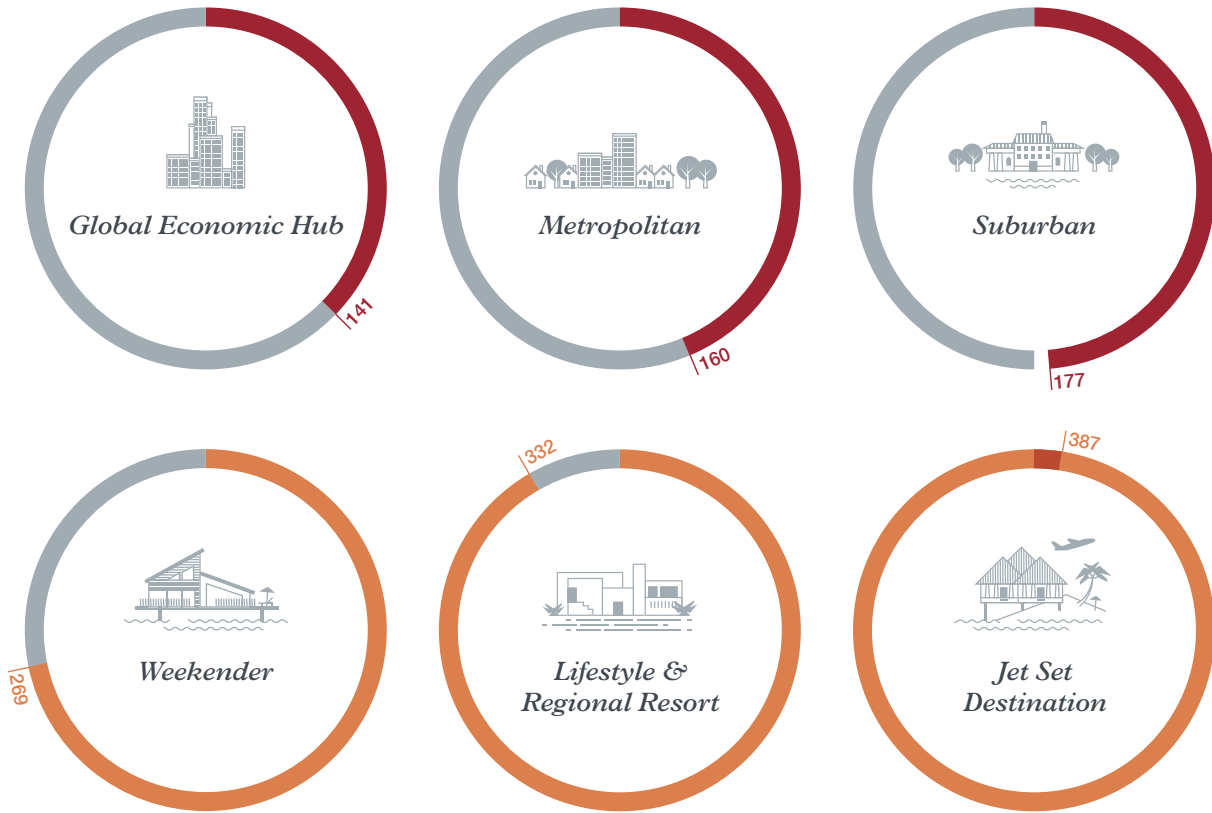 Global Economic Hub
141
Metropolitan
160
Suburban
177
Weekender
269
Lifestyle &
Regional Resort
332
Jet Set
Destination
387